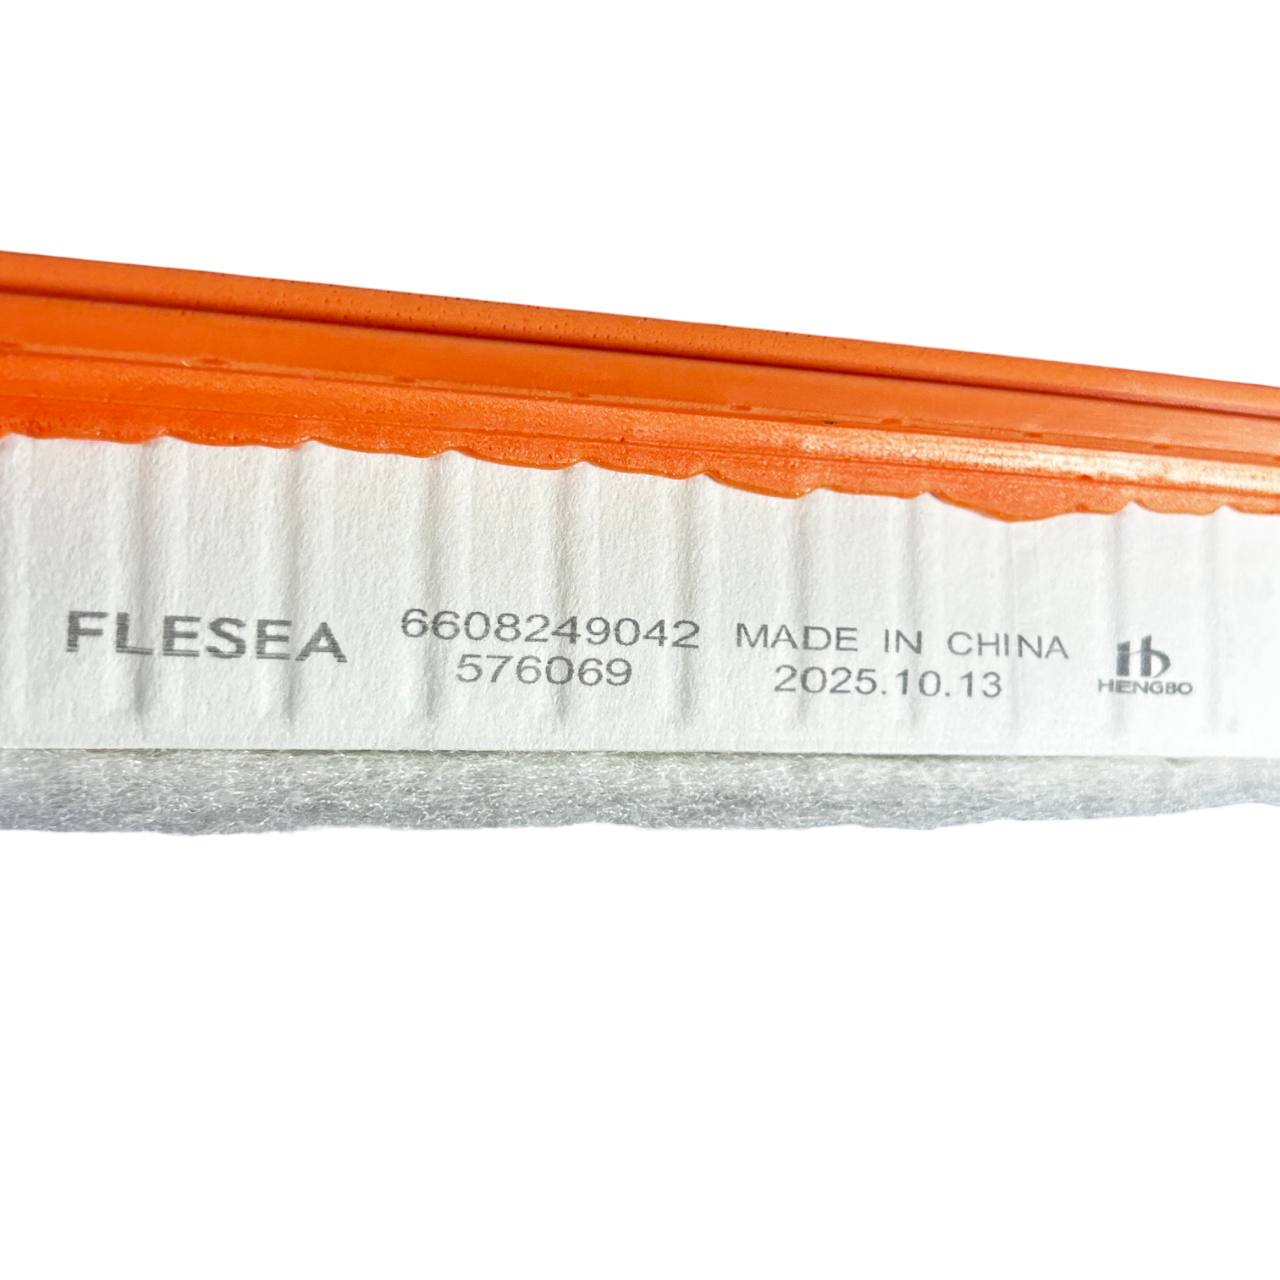 FLESEA
6608249042
576069
MADE IN CHINA
2025.10.13
HENGBO